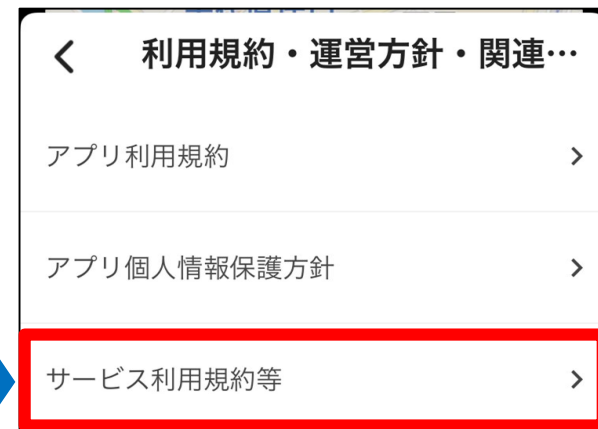 利用規約・運営方針・関連…
アプリ利用規約
アプリ個人情報保護方針
サービス利用規約等